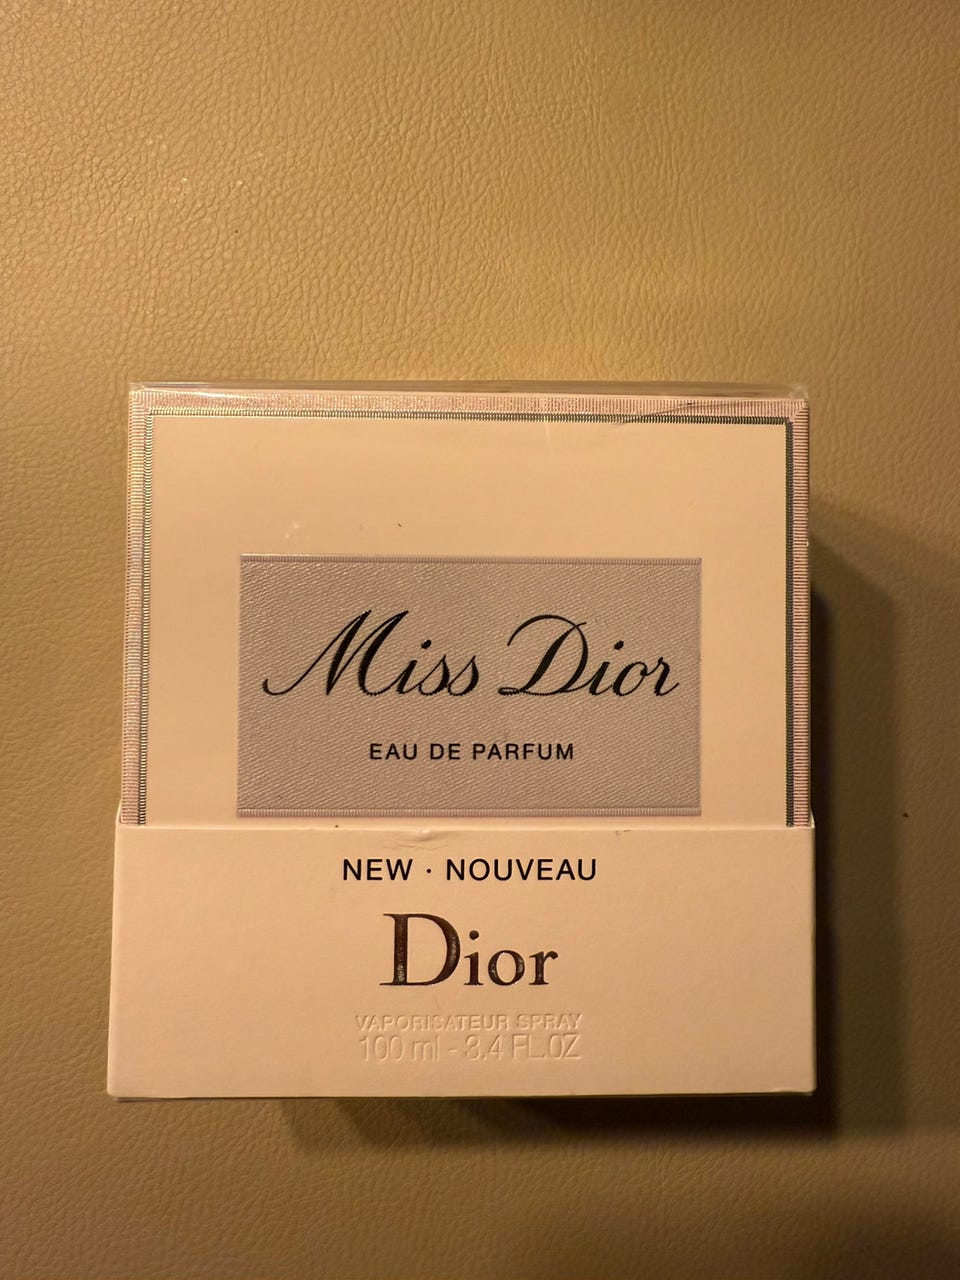 Miss Dior
EAU DE PARFUM
NEW · NOUVEAU
Dior
VAPORISATEUR SPRAY
100 ml - 3.4 FL.OZ